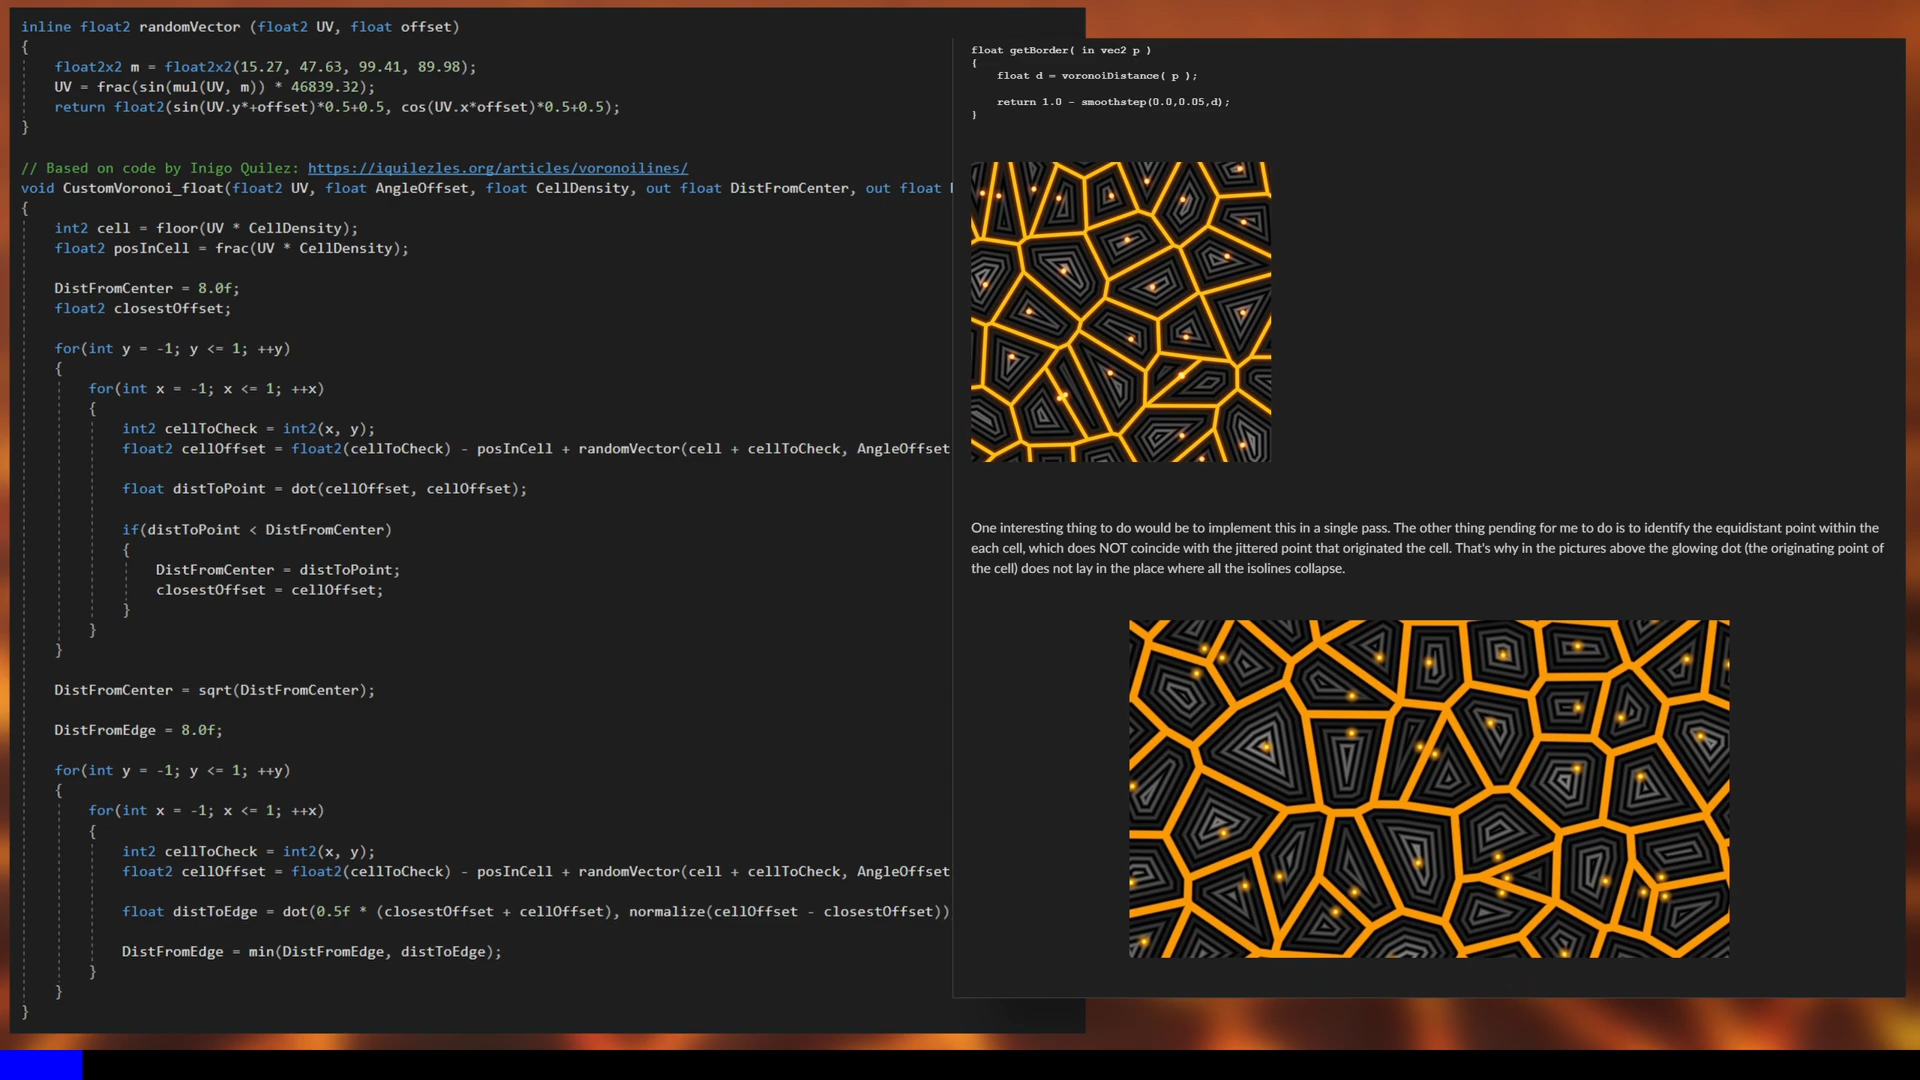 inline float2 randomVector (float2 UV, float offset)
{
float2x2 m = float2x2(15.27, 47.63, 99.41, 89.98);
UV = frac(sin(mul(UV, m)) * 46839.32);
return float2(sin(UV.y*+offset)*0.5+0.5, cos(UV.x*offset)*0.5+0.5);
}
// Based on code by Inigo Quilez: https://iquilezles.org/articles/voronoilines/
void CustomVoronoi_float(float2 UV, float AngleOffset, float CellDensity, out float DistFromCenter, out float
{
int2 cell = floor(UV * CellDensity);
float2 posInCell = frac(UV * CellDensity);
DistFromCenter = 8.0f;
float2 closestOffset;
for(int y = -1; y <= 1; ++y)
{
for(int x = -1; x <= 1; ++x)
{
int2 cellToCheck = int2(x, y);
float2 cellOffset = float2(cellToCheck) - posInCell + randomVector(cell + cellToCheck, AngleOffset
float distToPoint = dot(cellOffset, cellOffset);
if(distToPoint < DistFromCenter)
{
DistFromCenter = distToPoint;
closestOffset = cellOffset;
}
}
}
DistFromCenter = sqrt(DistFromCenter);
DistFromEdge = 8.0f;
for(int y = -1; y <= 1; ++y)
{
for(int x = -1; x <= 1; ++x)
{
int2 cellToCheck = int2(x, y);
float2 cellOffset = float2(cellToCheck) - posInCell + randomVector(cell + cellToCheck, AngleOffset
float distToEdge = dot(0.5f * (closestOffset + cellOffset), normalize(cellOffset - closestOffset))
DistFromEdge = min(DistFromEdge, distToEdge);
}
}
}
float getBorder( in vec2 p )
{
float d = voronoiDistance( p );
return 1.0 - smoothstep(0.0,0.05,d);
}
One interesting thing to do would be to implement this in a single pass. The other thing pending for me to do is to identify the equidistant point within the
each cell, which does NOT coincide with the jittered point that originated the cell. That's why in the pictures above the glowing dot (the originating point of
the cell) does not lay in the place where all the isolines collapse.